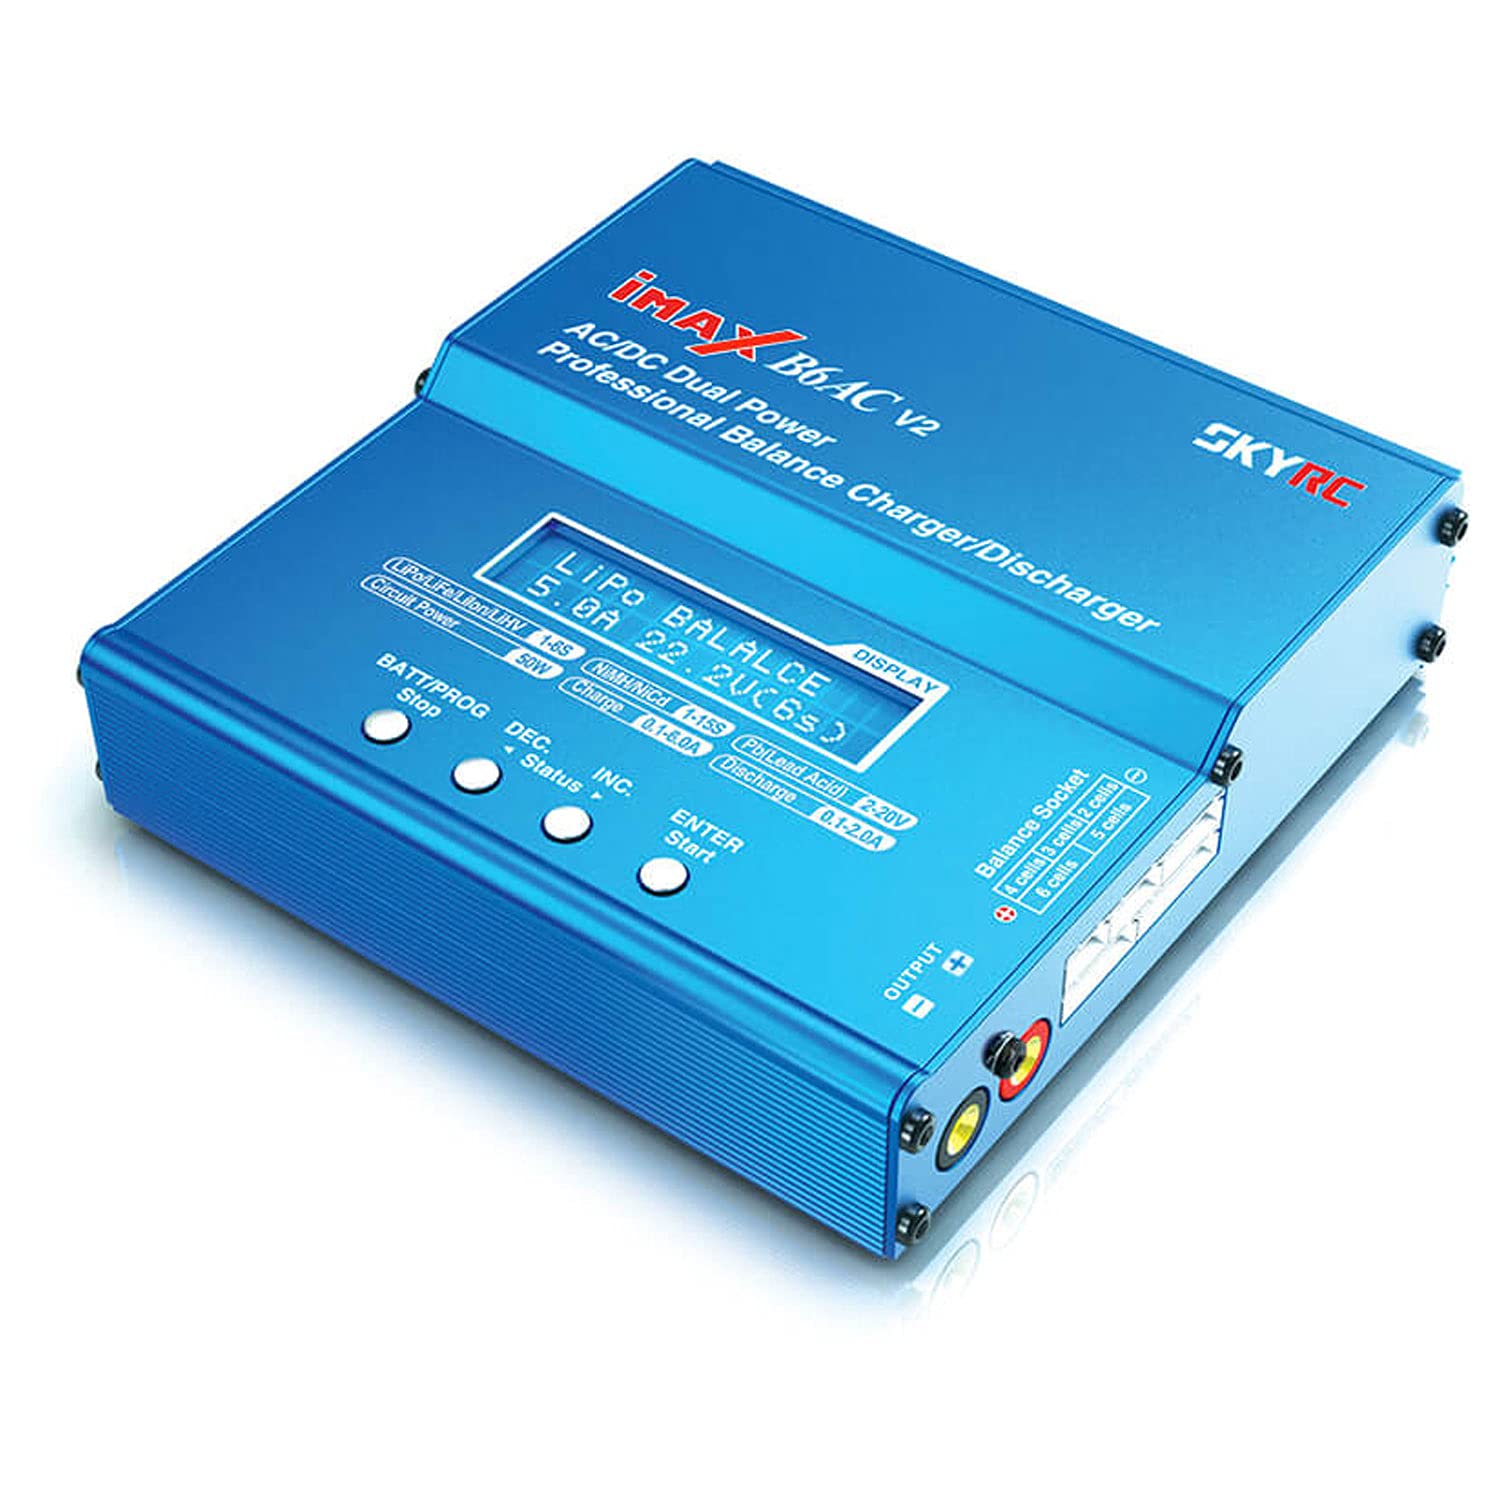 iMAX B6AC V2
AC/DC Dual Power
Professional Balance Charger/Discharger
SKYRC
LiPo BALALCE
5.0A 22.2V(6s)
DISPLAY
LiPo/LiFe/LiIon/LiHV 1-6S NiMH/NiCd 1-15S Pb(Lead Acid) 2-20V
Circuit Power 50W Charge 0.1-6.0A Discharge 0.1-2.0A
BATT/PROG
Stop
DEC.
INC.
◄ Status ►
ENTER
Start
Balance Socket
4 cells 3 cells 2 cells
6 cells 5 cells
OUTPUT